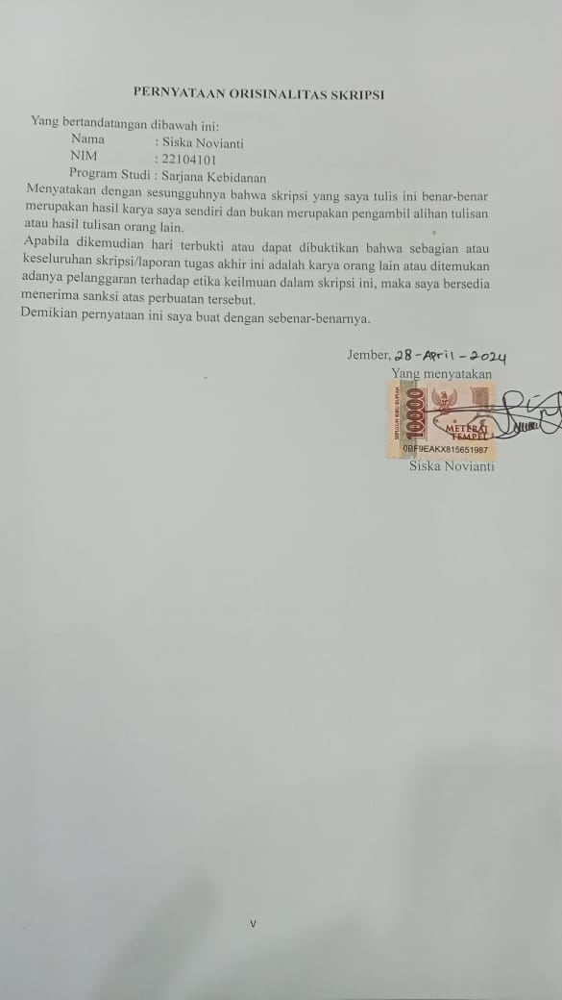 PERNYATAAN ORISINALITAS SKRIPSI
Yang bertandatangan dibawah ini:
Nama : Siska Novianti
NIM : 22104101
Program Studi : Sarjana Kebidanan
Menyatakan dengan sesungguhnya bahwa skripsi yang saya tulis ini benar-benar
merupakan hasil karya saya sendiri dan bukan merupakan pengambil alihan tulisan
atau hasil tulisan orang lain.
Apabila dikemudian hari terbukti atau dapat dibuktikan bahwa sebagian atau
keseluruhan skripsi/laporan tugas akhir ini adalah karya orang lain atau ditemukan
adanya pelanggaran terhadap etika keilmuan dalam skripsi ini, maka saya bersedia
menerima sanksi atas perbuatan tersebut.
Demikian pernyataan ini saya buat dengan sebenar-benarnya.
Jember, 28-April-2024
Yang menyatakan
SEPULUH RIBU RUPIAH
10000
METERAI
TEMPEL
0BF9EAKX815651987
Siska Novianti
v